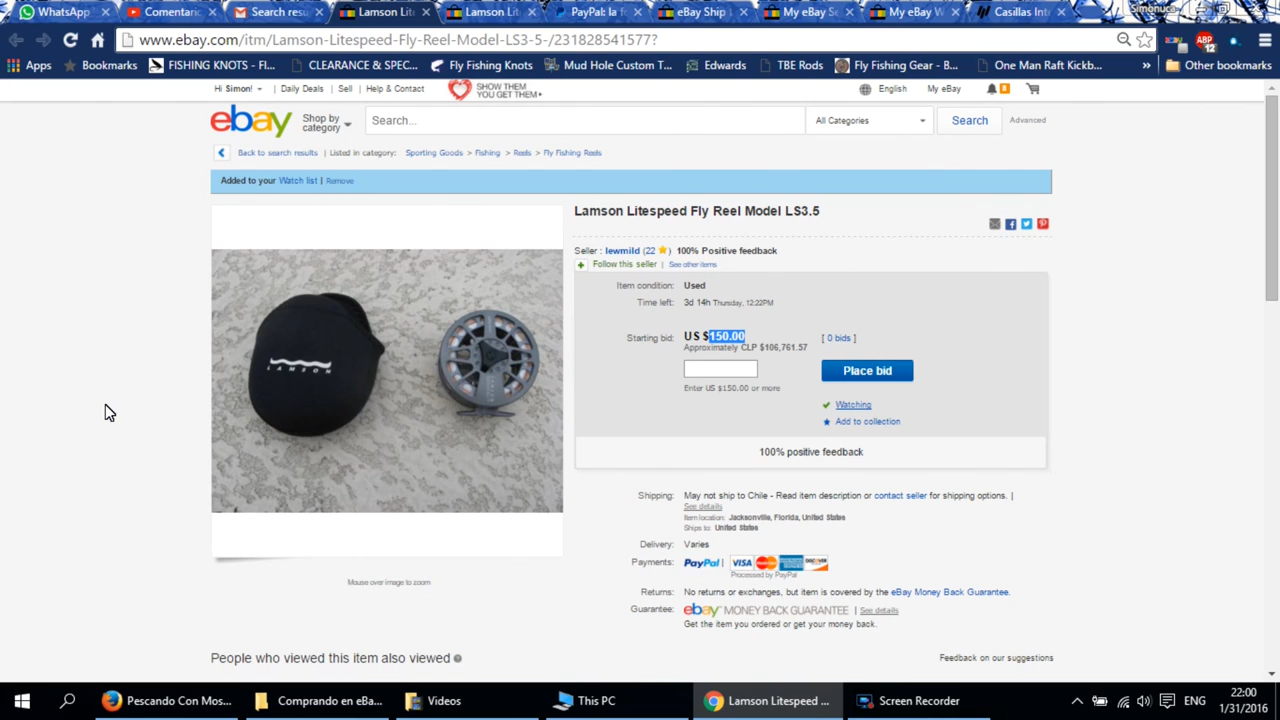 WhatsApp
Comentario
Search resu
Lamson Lite
Lamson Lit
PayPal: la fo
eBay Ship L
My eBay Se
My eBay W
Casillas Inte
Simonuca
www.ebay.com/itm/Lamson-Litespeed-Fly-Reel-Model-LS3-5-/231828541577?
ABP
12
Apps
Bookmarks
FISHING KNOTS - Fl...
CLEARANCE & SPEC...
Fly Fishing Knots
Mud Hole Custom T...
Edwards
TBE Rods
Fly Fishing Gear - B...
One Man Raft Kickb...
»
Other bookmarks
Hi Simon!
Daily Deals
Sell
Help & Contact
SHOW THEM
YOU GET THEM
English
My eBay
ebay
Shop by
category
Search...
All Categories
Search
Advanced
Back to search results | Listed in category: Sporting Goods > Fishing > Reels > Fly Fishing Reels
Added to your Watch list | Remove
LAMSON
Mouse over image to zoom
Lamson Litespeed Fly Reel Model LS3.5
Seller : lewmild (22 ) 100% Positive feedback
+ Follow this seller | See other items
Item condition: Used
Time left: 3d 14h Thursday, 12:22PM
Starting bid: US $150.00 [ 0 bids ]
Approximately CLP $106,761.57
Place bid
Enter US $150.00 or more
Watching
Add to collection
100% positive feedback
Shipping: May not ship to Chile - Read item description or contact seller for shipping options. |
See details
Item location: Jacksonville, Florida, United States
Ships to: United States
Delivery: Varies
Payments: PayPal VISA MasterCard AMERICAN EXPRESS DISCOVER
Processed by PayPal
Returns: No returns or exchanges, but item is covered by the eBay Money Back Guarantee.
Guarantee: ebay MONEY BACK GUARANTEE | See details
Get the item you ordered or get your money back.
People who viewed this item also viewed
Feedback on our suggestions
Pescando Con Mos...
Comprando en eBa...
Videos
This PC
Lamson Litespeed ...
Screen Recorder
ENG
22:00
1/31/2016